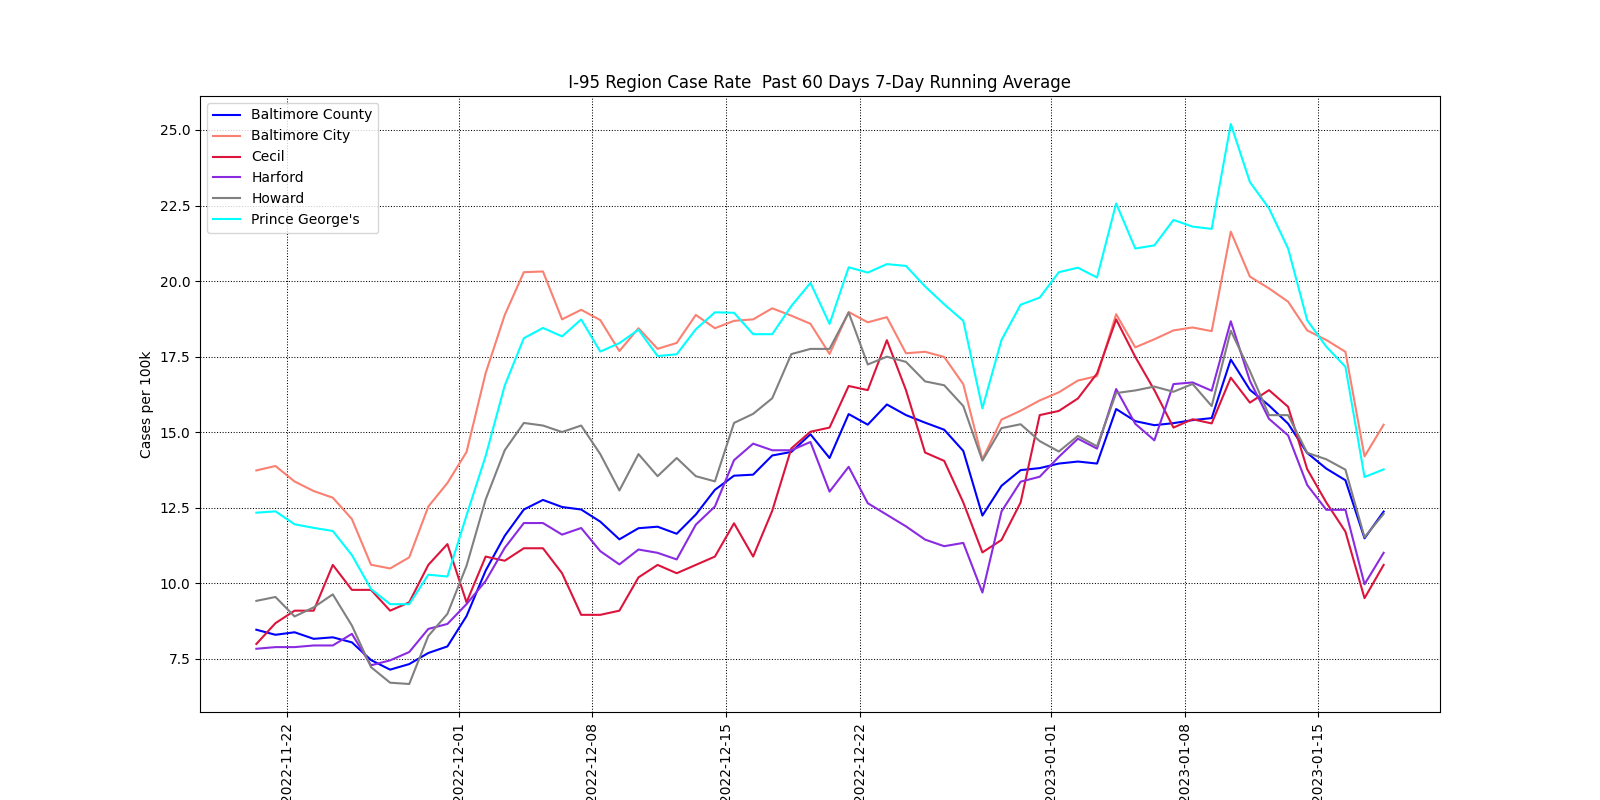 I-95 Region Case Rate  Past 60 Days 7-Day Running Average
Baltimore County
Baltimore City
Cecil
Harford
Howard
Prince George's
Cases per 100k
25.0
22.5
20.0
17.5
15.0
12.5
10.0
7.5
2022-11-22
2022-12-01
2022-12-08
2022-12-15
2022-12-22
2023-01-01
2023-01-08
2023-01-15